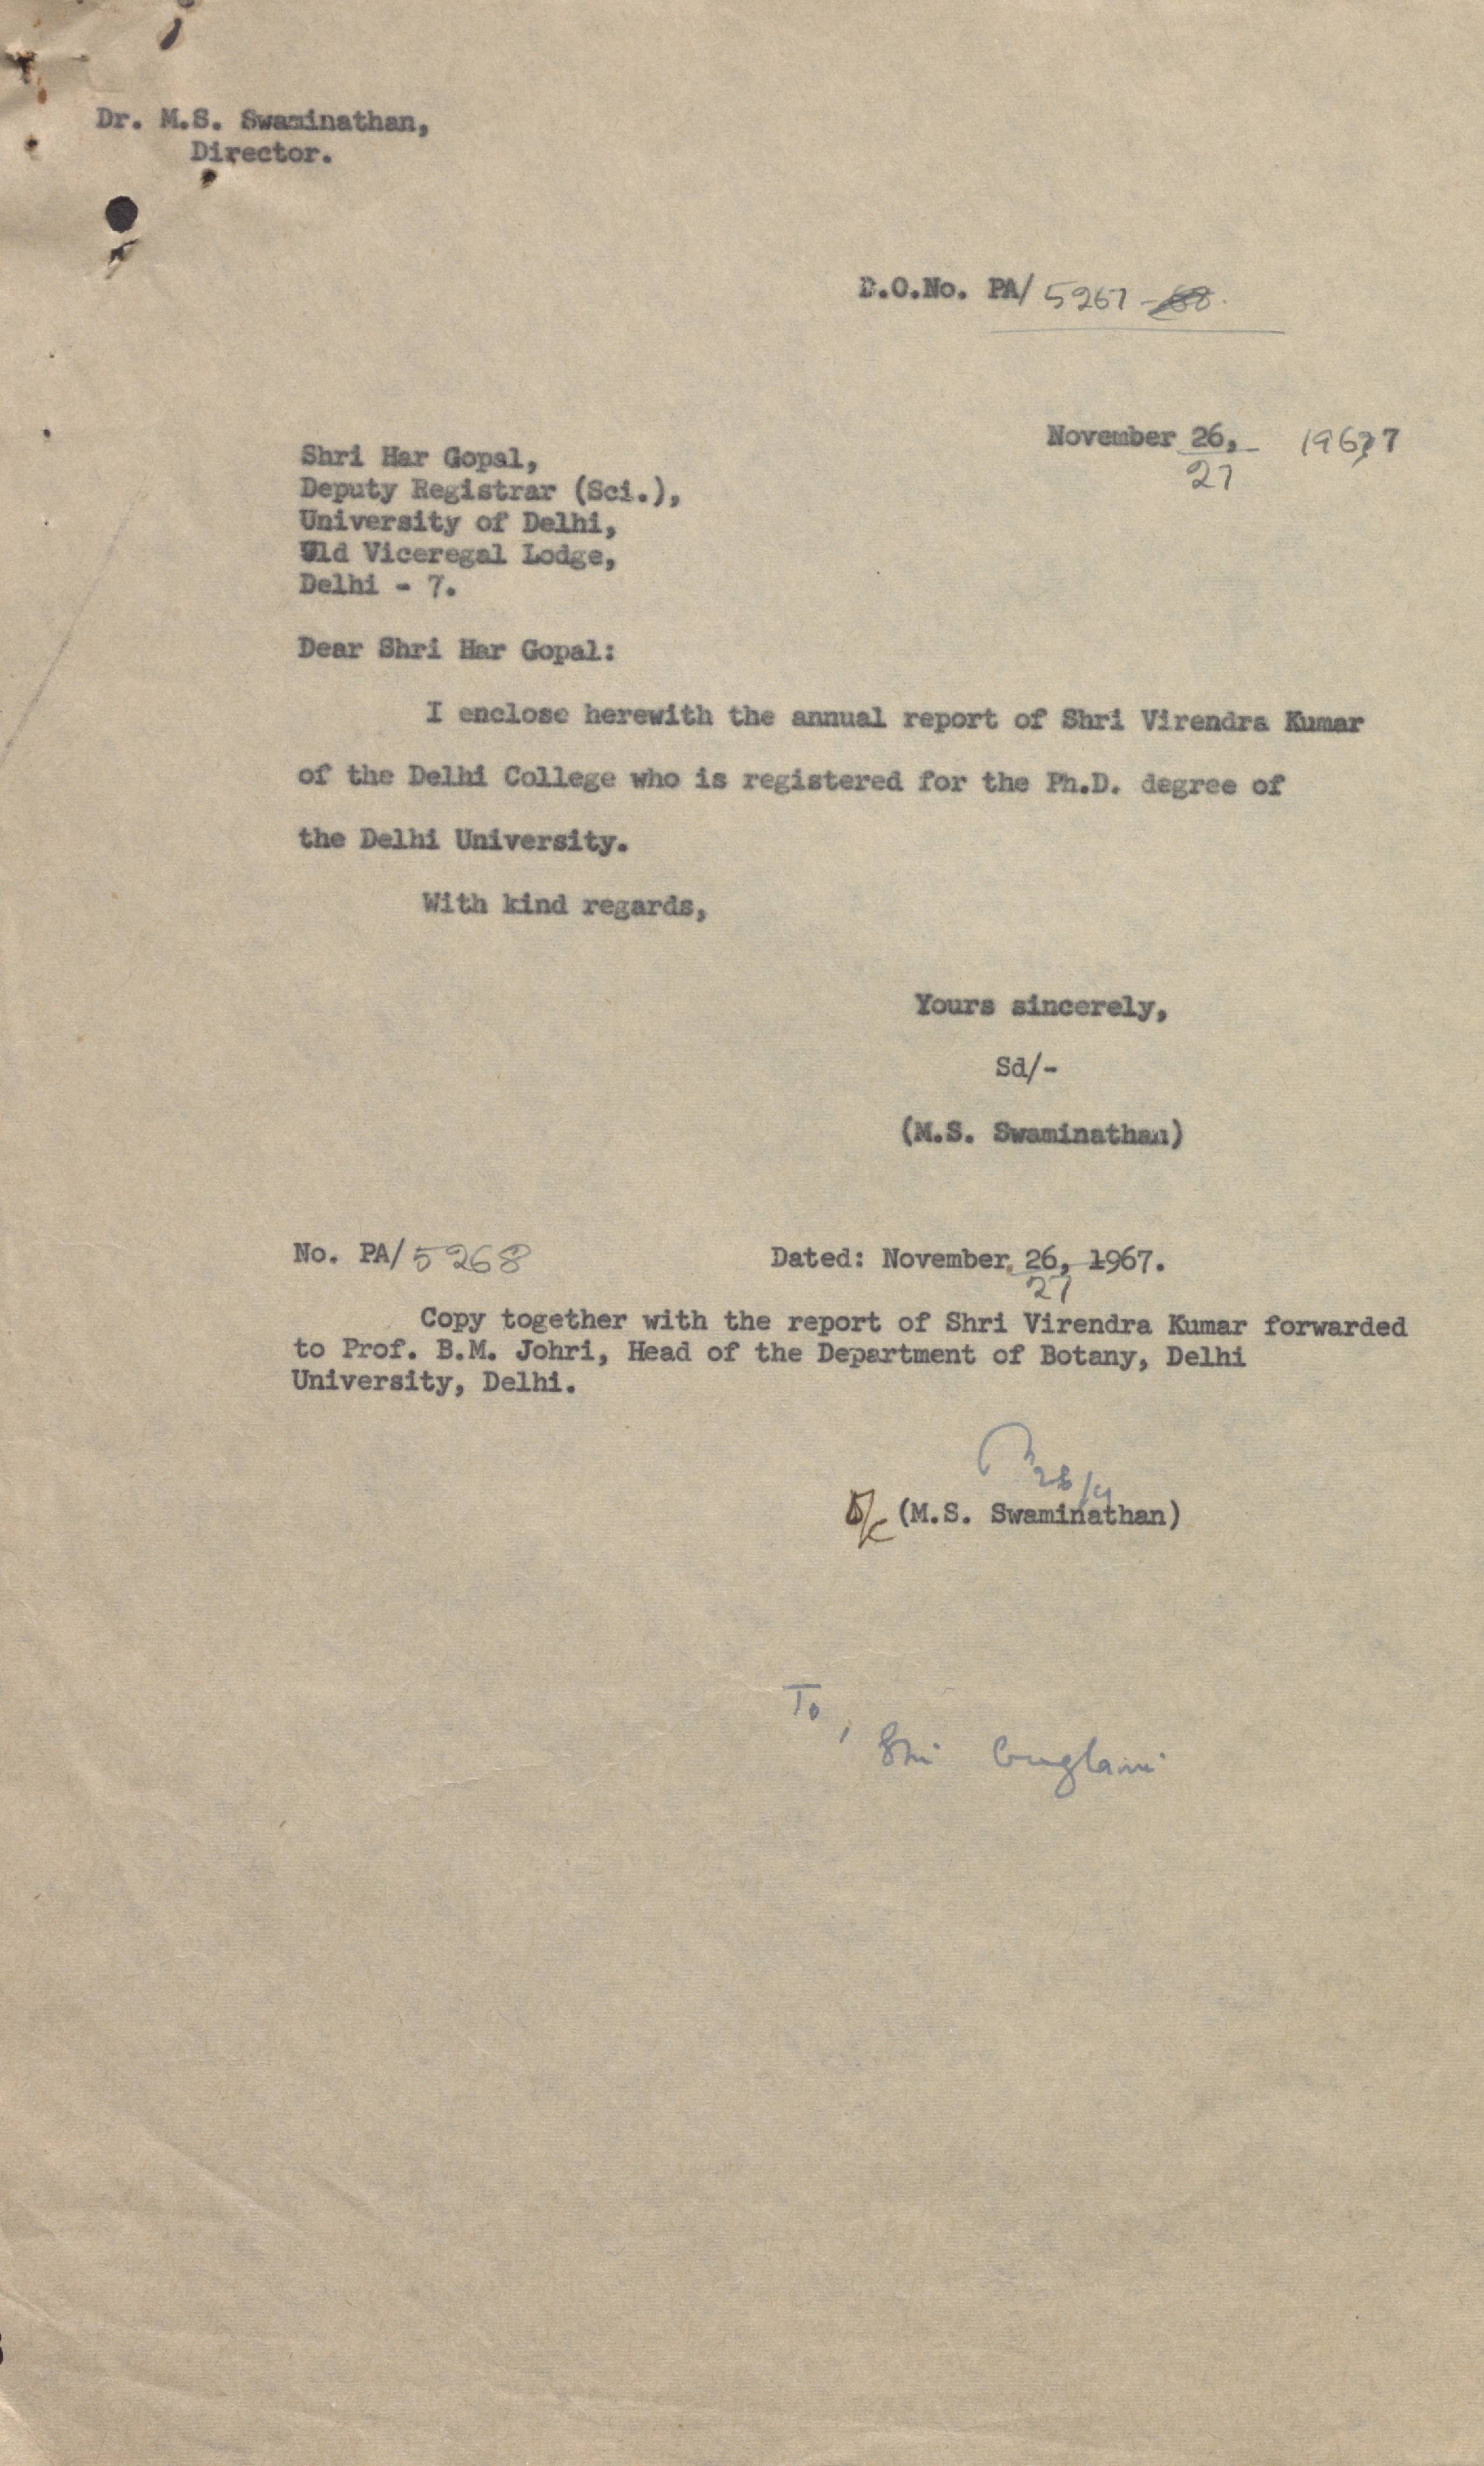 Dr. M.S. Swaminathan,
Director.
D.O.No. PA/ 5267
November 26,
27
1967
Shri Har Gopal,
Deputy Registrar (Sci.),
University of Delhi,
Old Viceregal Lodge,
Delhi - 7.
Dear Shri Har Gopal:
I enclose herewith the annual report of Shri Virendra Kumar
of the Delhi College who is registered for the Ph.D. degree of
the Delhi University.
With kind regards,
Yours sincerely,
Sd/-
(M.S. Swaminathan)
No. PA/ 5268 Dated: November 26, 1967.
27
Copy together with the report of Shri Virendra Kumar forwarded
to Prof. B.M. Johri, Head of the Department of Botany, Delhi
University, Delhi.
(M.S. Swaminathan)
To,
Shri Guglani